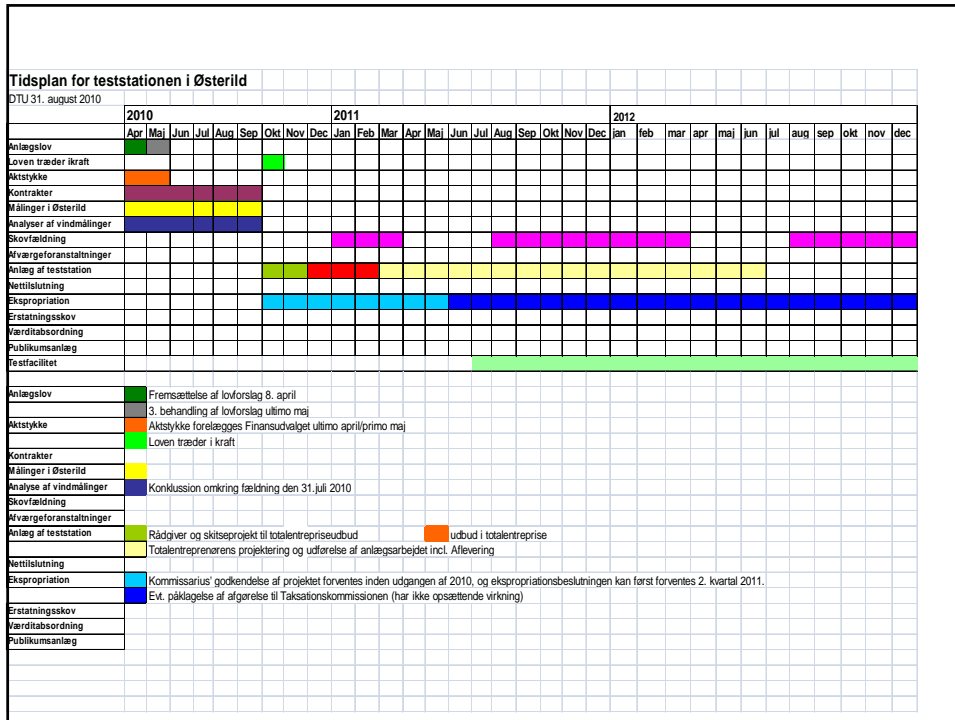 Tidsplan for teststationen i Østerild
DTU 31. august 2010
2010 2011 2012
Apr Maj Jun Jul Aug Sep Okt Nov Dec Jan Feb Mar Apr Maj Jun Jul Aug Sep Okt Nov Dec jan feb mar apr maj jun jul aug sep okt nov dec
Anlægslov
Loven træder ikraft
Aktstykke
Kontrakter
Målinger i Østerild
Analyser af vindmålinger
Skovfældning
Afværgeforanstaltninger
Anlæg af teststation
Nettilslutning
Ekspropriation
Erstatningsskov
Værditabsordning
Publikumsanlæg
Testfacilitet
Anlægslov Fremsættelse af lovforslag 8. april
3. behandling af lovforslag ultimo maj
Aktstykke Aktstykke forelægges Finansudvalget ultimo april/primo maj
Loven træder i kraft
Kontrakter
Målinger i Østerild
Analyse af vindmålinger Konklussion omkring fældning den 31.juli 2010
Skovfældning
Afværgeforanstaltninger
Anlæg af teststation Rådgiver og skitseprojekt til totalentrepriseudbud udbud i totalentreprise
Totalentreprenørens projektering og udførelse af anlægsarbejdet incl. Aflevering
Nettilslutning
Ekspropriation Kommissarius' godkendelse af projektet forventes inden udgangen af 2010, og ekspropriationsbeslutningen kan først forventes 2. kvartal 2011.
Evt. påklagelse af afgørelse til Taksationskommissionen (har ikke opsættende virkning)
Erstatningsskov
Værditabsordning
Publikumsanlæg